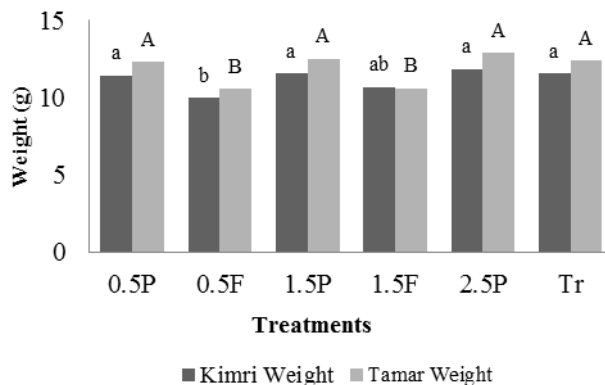 15
10
5
0
Weight (g)
a A b B a A ab B a A a A
0.5P 0.5F 1.5P 1.5F 2.5P Tr
Treatments
Kimri Weight Tamar Weight